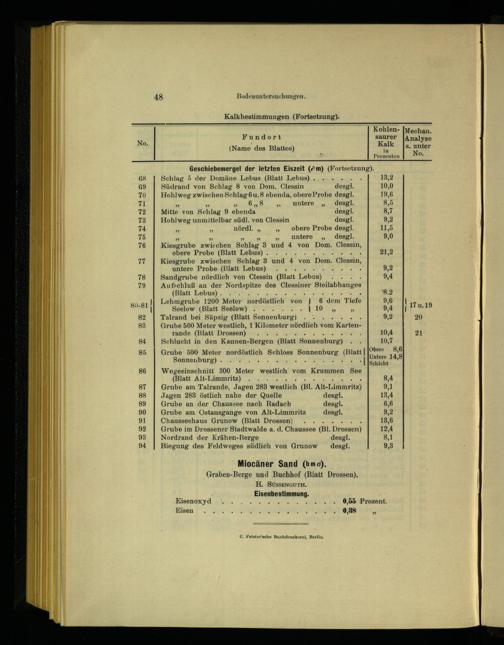 48 Bodenuntersuchungen.
Kalkbestimmungen (Fortsetzung).
No. Fundort (Name des Blattes) Kohlensaurer Kalk in Prozenten Mechan. Analyse s. unter No.
Geschiebemergel der letzten Eiszeit (∂m) (Fortsetzung).
68 Schlag 5 der Domäne Lebus (Blatt Lebus) . . . . . . 13,2
69 Südrand von Schlag 8 von Dom. Clessin desgl. 10,0
70 Hohlweg zwischen Schlag 6 u. 8 ebenda, obere Probe desgl. 19,6
71 „ „ „ 6 „ 8 „ untere „ desgl. 8,5
72 Mitte von Schlag 9 ebenda desgl. 8,7
73 Hohlweg unmittelbar südl. von Clessin desgl. 9,2
74 „ „ nördl. „ „ obere Probe desgl. 11,5
75 „ „ „ „ „ untere „ desgl. 9,0
76 Kiesgrube zwischen Schlag 3 und 4 von Dom. Clessin,
obere Probe (Blatt Lebus) . . . . . . . . . . 21,2
77 Kiesgrube zwischen Schlag 3 und 4 von Dom. Clessin,
untere Probe (Blatt Lebus) . . . . . . . . . . 9,2
78 Sandgrube nördlich von Clessin (Blatt Lebus) . . . . 9,4
79 Aufschluß an der Nordspitze des Clessiner Steilabhanges
(Blatt Lebus) . . . . . . . . . . . . . . . 8,2
80-81 Lehmgrube 1200 Meter nordöstlich von 6 dem Tiefe 9,6 17 u. 19
Seelow (Blatt Seelow) . . . . . . 10 „ „ 9,4
82 Talrand bei Säpzig (Blatt Sonnenburg) . . . . . . . 9,2 20
83 Grube 500 Meter westlich, 1 Kilometer nördlich vom Kartenrande
(Blatt Drossen) . . . . . . . . . . . . 10,4 21
84 Schlucht in den Kannen-Bergen (Blatt Sonnenburg) . . 10,7
85 Grube 500 Meter nordöstlich Schloss Sonnenburg (Blatt Obere 8,6
Sonnenburg) . . . . . . . . . . . . . . . Untere 14,8 Schicht
86 Wegeeinschnitt 300 Meter westlich vom Krummen See
(Blatt Alt-Limmritz) . . . . . . . . . . . . 8,4
87 Grube am Talrande, Jagen 283 westlich (Bl. Alt-Limmritz) 9,1
88 Jagen 283 östlich nahe der Quelle desgl. 13,4
89 Grube an der Chaussee nach Radach desgl. 6,6
90 Grube am Ostausgange von Alt-Limmritz desgl. 9,2
91 Chausseehaus Grunow (Blatt Drossen) . . . . . . . 13,6
92 Grube im Drossener Stadtwalde a. d. Chaussee (Bl. Drossen) 12,4
93 Nordrand der Krähen-Berge desgl. 8,1
94 Biegung des Feldweges südlich von Grunow desgl. 9,3
Miocäner Sand (bmσ).
Graben-Berge und Buchhof (Blatt Drossen).
H. SÜSSENGUTH.
Eisenbestimmung.
Eisenoxyd . . . . . . . . . . . . . 0,55 Prozent.
Eisen . . . . . . . . . . . . . . . 0,38 „
C. Feister'sche Buchdruckerei, Berlin.